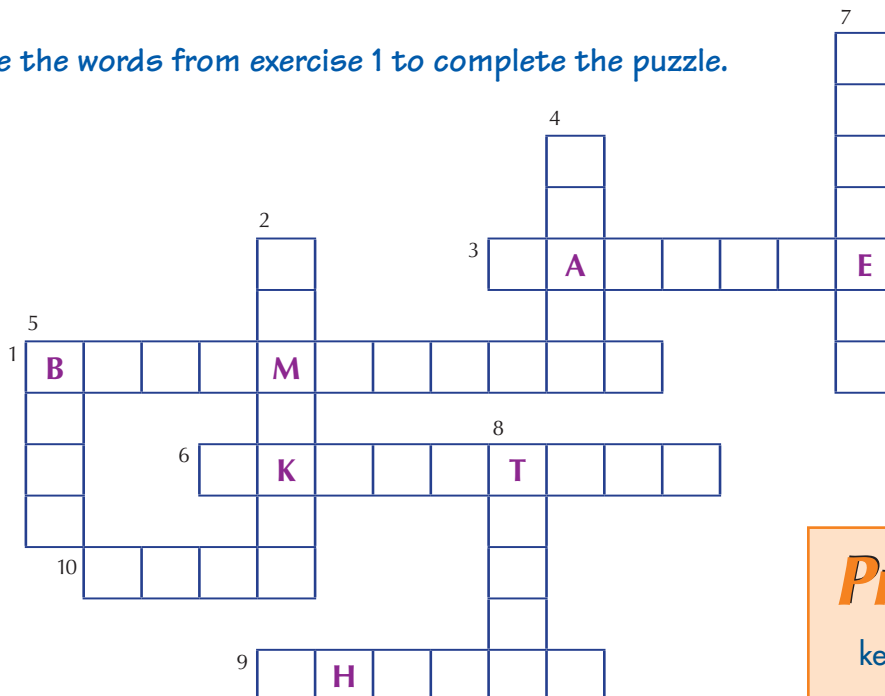 7
e the words from exercise 1 to complete the puzzle.
4
2
3 A E
5
1 B M
8
6 K T
10
9 H
ke